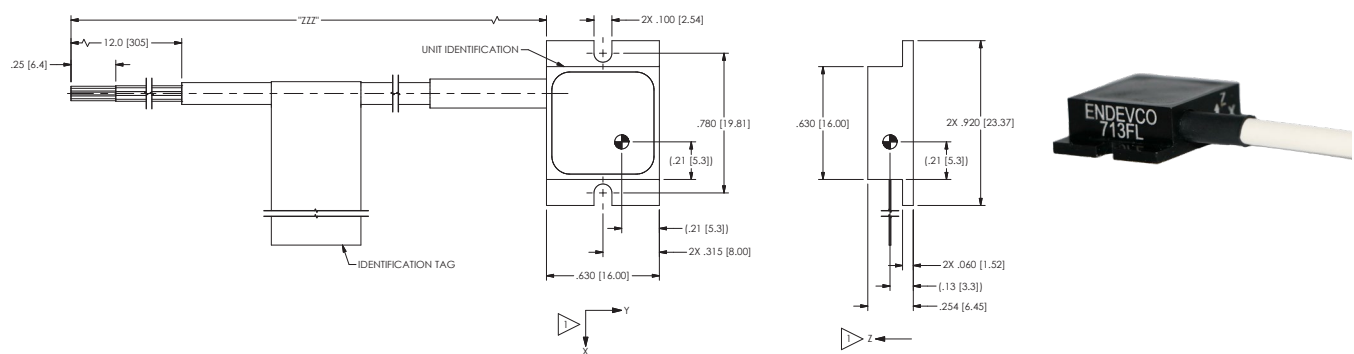 "ZZZ"
2X .100 [2.54]
12.0 [305]
UNIT IDENTIFICATION
.25 [6.4]
.780 [19.81]
.630 [16.00]
2X .920 [23.37]
(.21 [5.3])
(.21 [5.3])
(.21 [5.3])
2X .315 [8.00]
IDENTIFICATION TAG
.630 [16.00]
2X .060 [1.52]
(.13 [3.3])
.254 [6.45]
1
Y
X
1
Z
ENDEVCO
713FL
Z